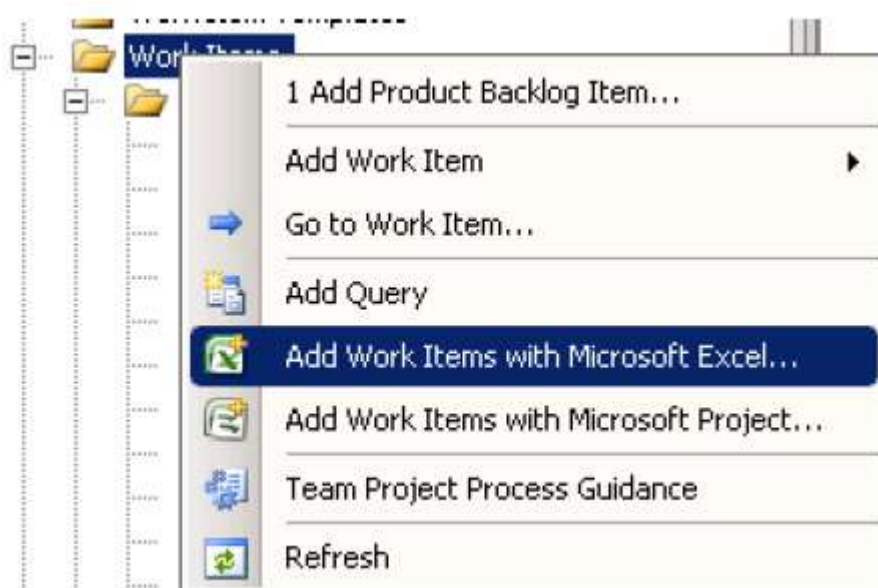 Work Items
1 Add Product Backlog Item...
Add Work Item
Go to Work Item...
Add Query
Add Work Items with Microsoft Excel...
Add Work Items with Microsoft Project...
Team Project Process Guidance
Refresh